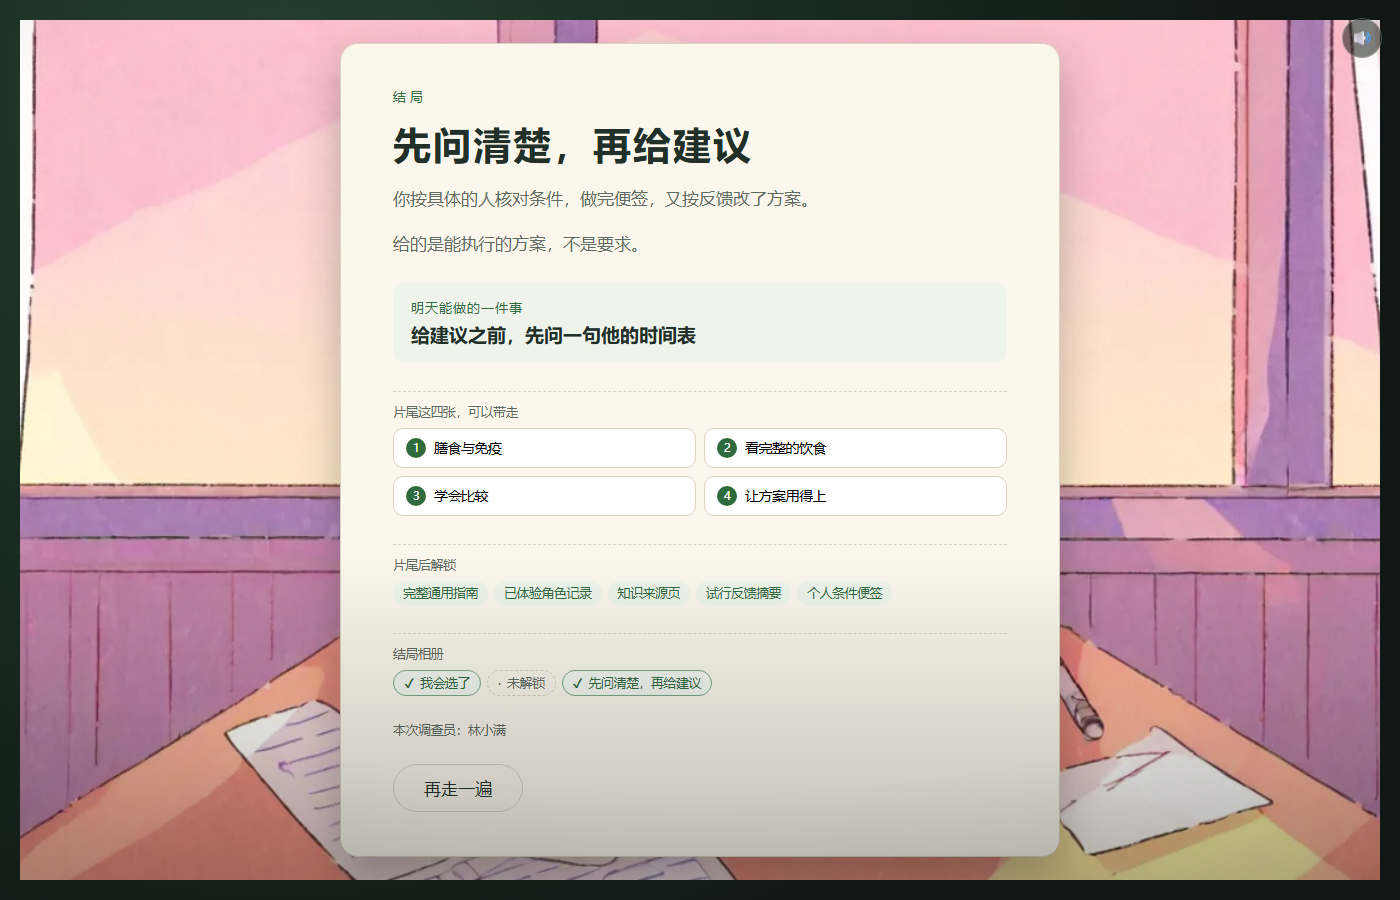 结局
先问清楚，再给建议
你按具体的人核对条件，做完便签，又按反馈改了方案。
给的是能执行的方案，不是要求。
明天能做的一件事
给建议之前，先问一句他的时间表
片尾这四张，可以带走
1 膳食与免疫
2 看完整的饮食
3 学会比较
4 让方案用得上
片尾后解锁
完整通用指南 已体验角色记录 知识来源页 试行反馈摘要 个人条件便签
结局相册
✓ 我会选了 · 未解锁 ✓ 先问清楚，再给建议
本次调查员：林小满
再走一遍